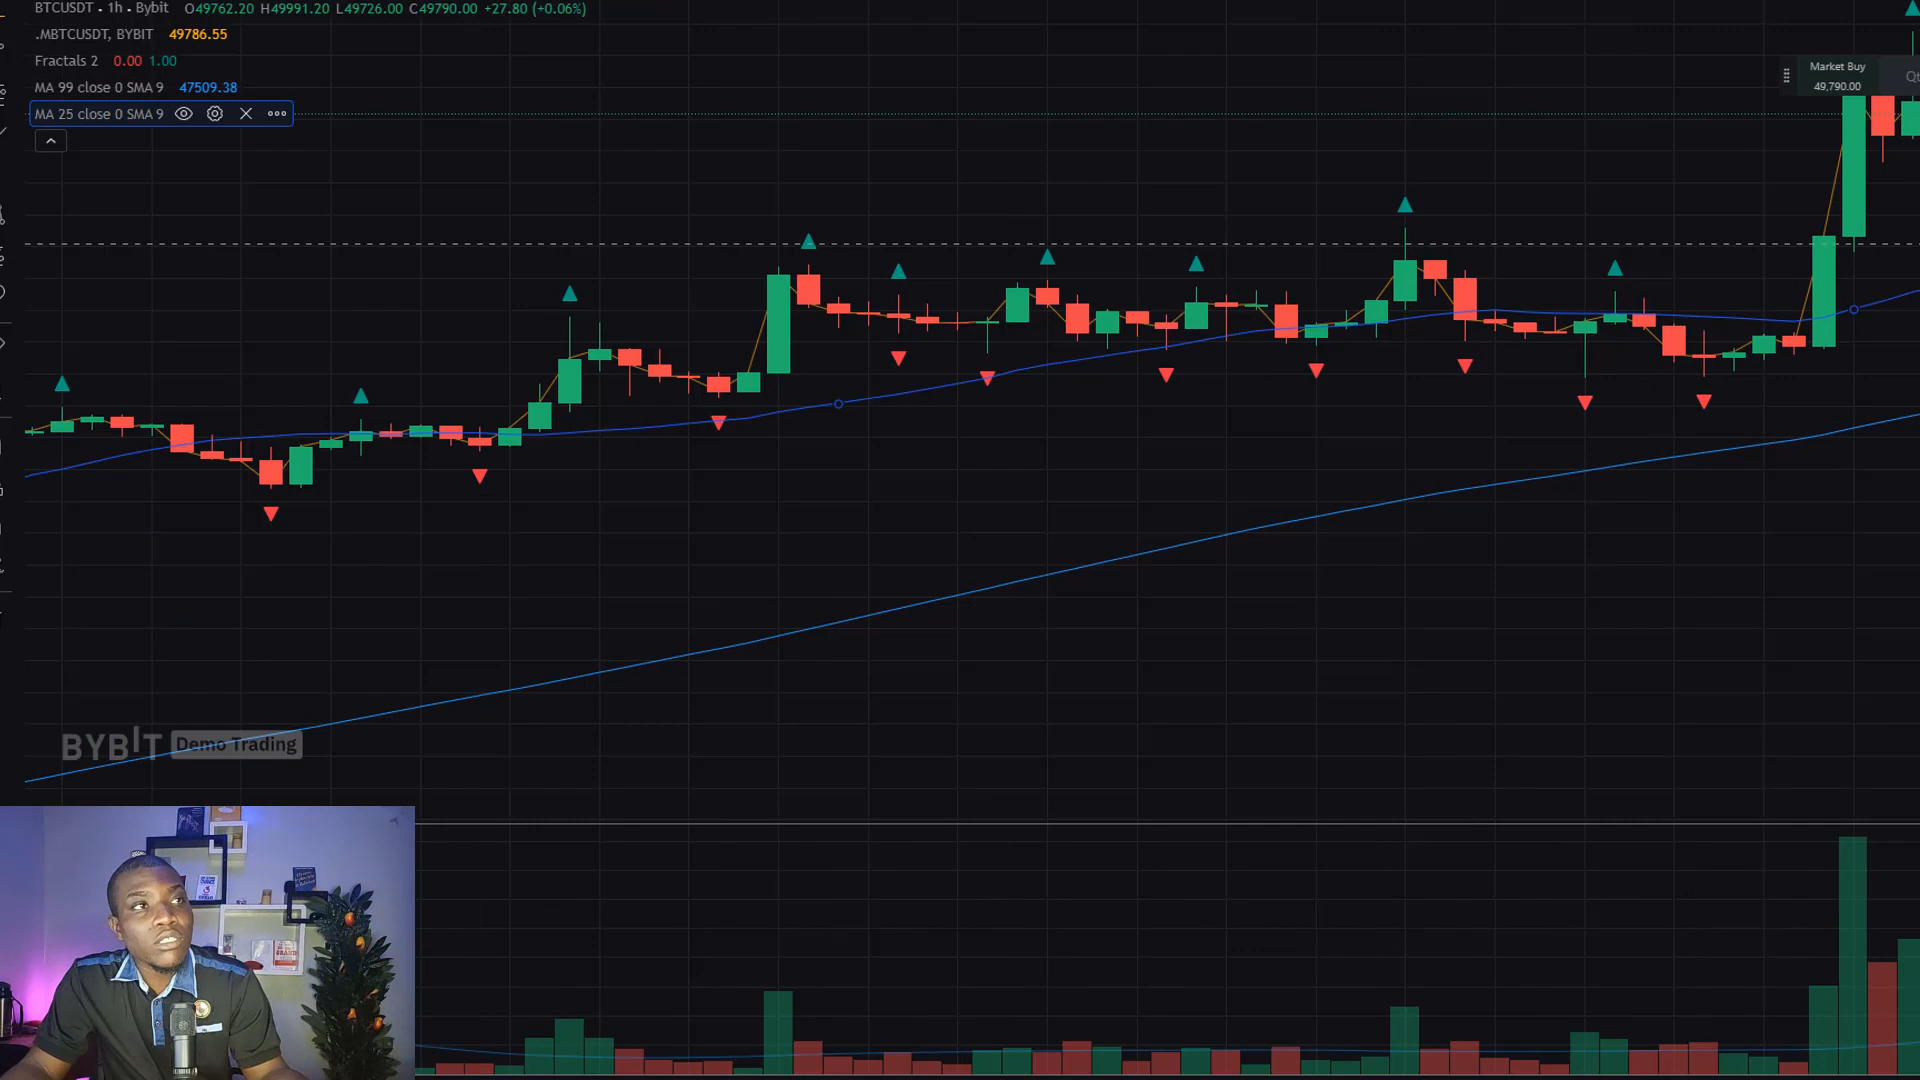 BTCUSDT • 1h • Bybit O49762.20 H49991.20 L49726.00 C49790.00 +27.80 (+0.06%)
.MBTCUSDT, BYBIT 49786.55
Fractals 2 0.00 1.00
MA 99 close 0 SMA 9 47509.38
MA 25 close 0 SMA 9
Market Buy
49,790.00
BYBIT Demo Trading